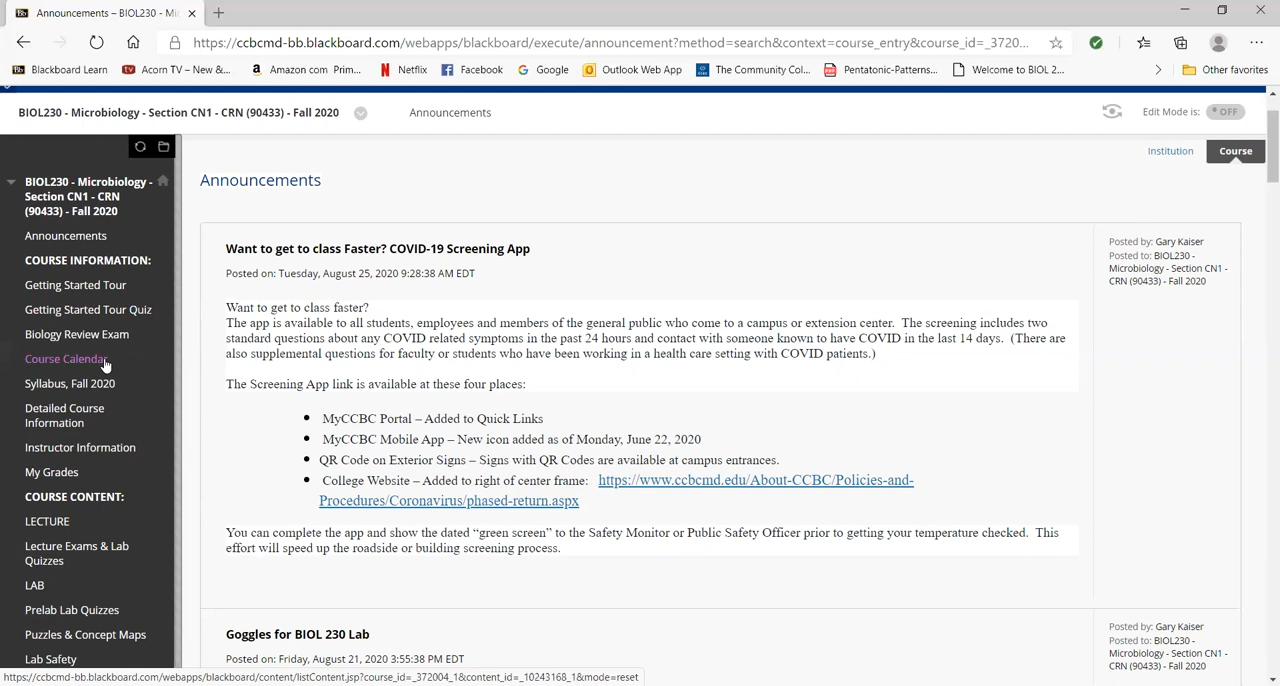 Announcements – BIOL230 - Mi
https://ccbcmd-bb.blackboard.com/webapps/blackboard/execute/announcement?method=search&context=course_entry&course_id=_3720...
Blackboard Learn
Acorn TV – New &...
Amazon com Prim...
Netflix
Facebook
Google
Outlook Web App
The Community Col...
Pentatonic-Patterns...
Welcome to BIOL 2...
Other favorites
BIOL230 - Microbiology - Section CN1 - CRN (90433) - Fall 2020
Announcements
Edit Mode is:
OFF
Institution
Course
BIOL230 - Microbiology -
Section CN1 - CRN
(90433) - Fall 2020
Announcements
COURSE INFORMATION:
Getting Started Tour
Getting Started Tour Quiz
Biology Review Exam
Course Calendar
Syllabus, Fall 2020
Detailed Course
Information
Instructor Information
My Grades
COURSE CONTENT:
LECTURE
Lecture Exams & Lab
Quizzes
LAB
Prelab Lab Quizzes
Puzzles & Concept Maps
Lab Safety
Announcements
Want to get to class Faster? COVID-19 Screening App
Posted on: Tuesday, August 25, 2020 9:28:38 AM EDT
Want to get to class faster?
The app is available to all students, employees and members of the general public who come to a campus or extension center.  The screening includes two
standard questions about any COVID related symptoms in the past 24 hours and contact with someone known to have COVID in the last 14 days.  (There are
also supplemental questions for faculty or students who have been working in a health care setting with COVID patients.)
The Screening App link is available at these four places:
• MyCCBC Portal – Added to Quick Links
• MyCCBC Mobile App – New icon added as of Monday, June 22, 2020
• QR Code on Exterior Signs – Signs with QR Codes are available at campus entrances.
• College Website – Added to right of center frame:  https://www.ccbcmd.edu/About-CCBC/Policies-and-
Procedures/Coronavirus/phased-return.aspx
You can complete the app and show the dated “green screen” to the Safety Monitor or Public Safety Officer prior to getting your temperature checked.  This
effort will speed up the roadside or building screening process.
Posted by: Gary Kaiser
Posted to: BIOL230 -
Microbiology - Section CN1 -
CRN (90433) - Fall 2020
Goggles for BIOL 230 Lab
Posted on: Friday, August 21, 2020 3:55:38 PM EDT
Posted by: Gary Kaiser
Posted to: BIOL230 -
Microbiology - Section CN1 -
CRN (90433) - Fall 2020
https://ccbcmd-bb.blackboard.com/webapps/blackboard/content/listContent.jsp?course_id=_372004_1&content_id=_10243168_1&mode=reset